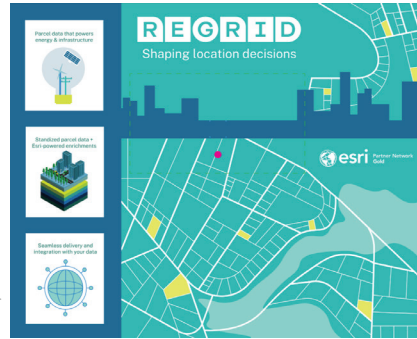 REGRID
Shaping location decisions
Parcel data that powers
energy & infrastructure
Standized parcel data +
Esri-powered enrichments
Seamless delivery and
integration with your data
esri Partner Network
Gold